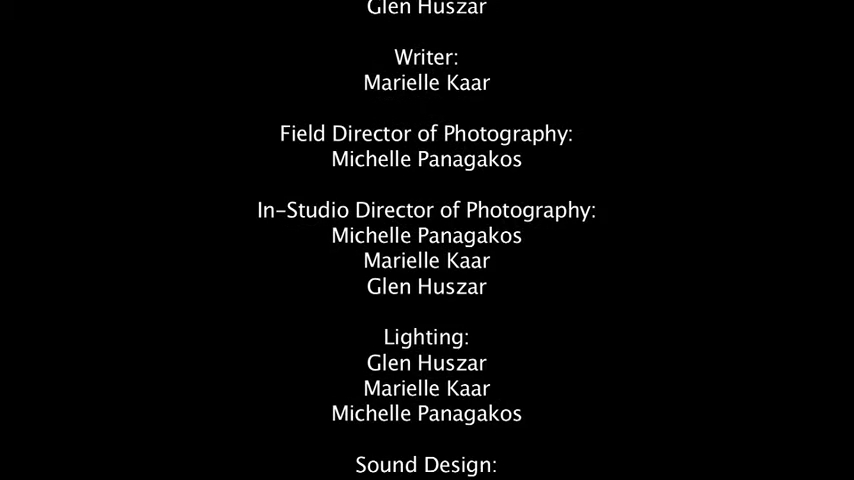 Glen Huszar
Writer:
Marielle Kaar
Field Director of Photography:
Michelle Panagakos
In-Studio Director of Photography:
Michelle Panagakos
Marielle Kaar
Glen Huszar
Lighting:
Glen Huszar
Marielle Kaar
Michelle Panagakos
Sound Design: